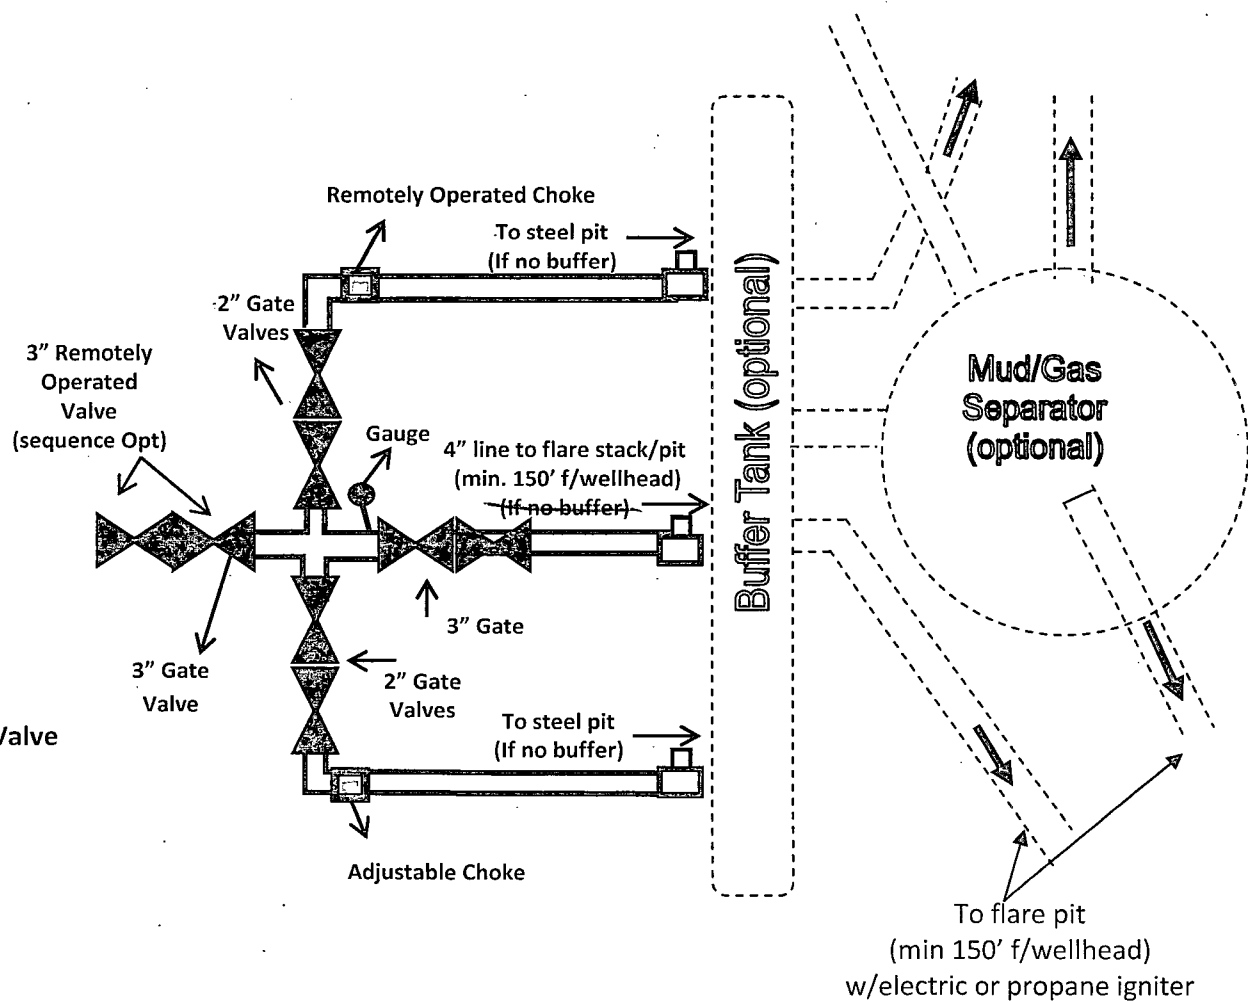 Remotely Operated Choke
To steel pit
(If no buffer)
2” Gate
Valves
3” Remotely
Operated
Valve
(sequence Opt)
Gauge
4” line to flare stack/pit
(min. 150’ f/wellhead)
(If no buffer)
Buffer Tank (optional)
Mud/Gas
Separator
(optional)
3” Gate
3” Gate
Valve
2” Gate
Valves
Valve
To steel pit
(If no buffer)
Adjustable Choke
To flare pit
(min 150’ f/wellhead)
w/electric or propane igniter